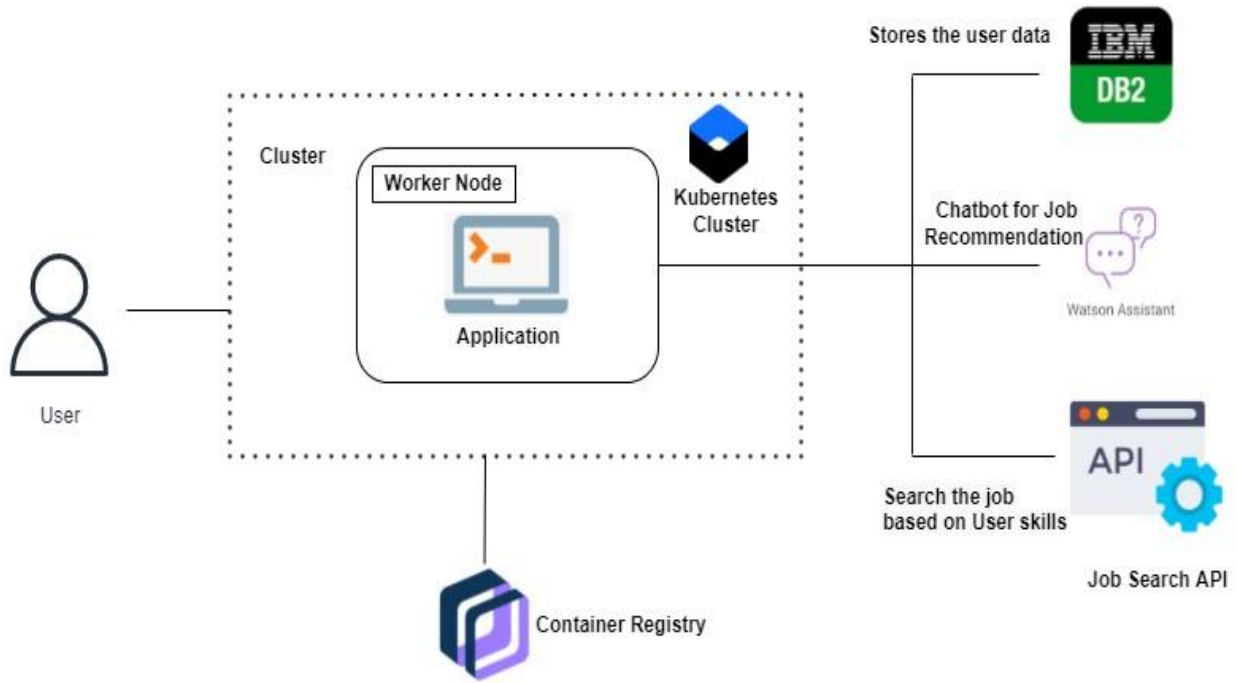 Stores the user data
IBM
DB2
Cluster
Worker Node
Kubernetes
Cluster
Application
User
Chatbot for Job
Recommendation
?
Watson Assistant
API
Search the job
based on User skills
Job Search API
Container Registry